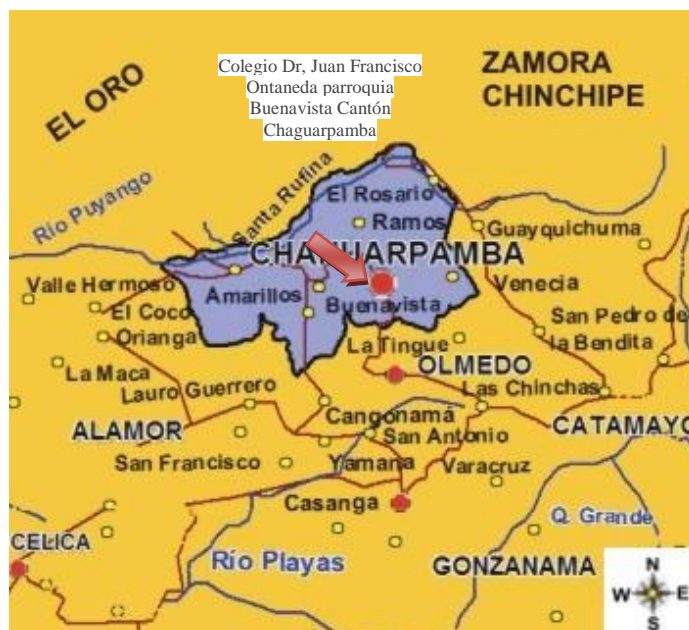 Colegio Dr, Juan Francisco
Ontaneda parroquia
Buenavista Cantón
Chaguarpamba
ZAMORA
CHINCHIPE
EL ORO
Río Puyango
Santa Rufina
El Rosario
Ramos
Guayquichuma
CHAHUARPAMBA
Valle Hermoso
Amarillos
Buenavista
Venecia
El Coco
Orianga
San Pedro de
la Bendita
La Tingue
La Maca
OLMEDO
Lauro Guerrero
Las Chinchas
Cangonamá
ALAMOR
San Antonio
CATAMAYO
San Francisco
Yamana
Varacruz
Casanga
Q. Grande
CELICA
Río Playas
GONZANAMA
N
W
E
S